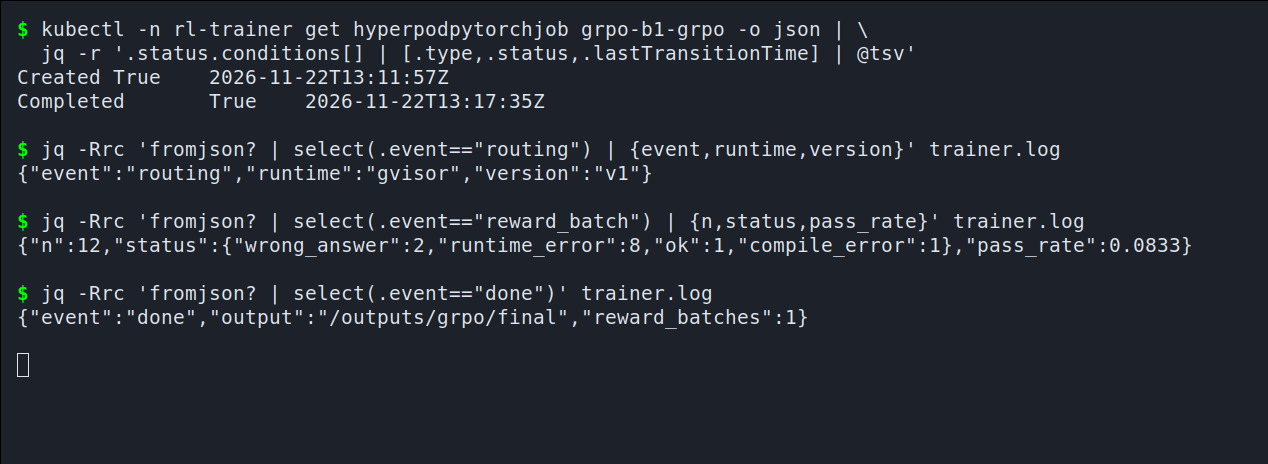 $ kubectl -n rl-trainer get hyperpodpytorchjob grpo-b1-grpo -o json | \
  jq -r '.status.conditions[] | [.type,.status,.lastTransitionTime] | @tsv'
Created True    2026-11-22T13:11:57Z
Completed       True    2026-11-22T13:17:35Z
$ jq -Rrc 'fromjson? | select(.event=="routing") | {event,runtime,version}' trainer.log
{"event":"routing","runtime":"gvisor","version":"v1"}
$ jq -Rrc 'fromjson? | select(.event=="reward_batch") | {n,status,pass_rate}' trainer.log
{"n":12,"status":{"wrong_answer":2,"runtime_error":8,"ok":1,"compile_error":1},"pass_rate":0.0833}
$ jq -Rrc 'fromjson? | select(.event=="done")' trainer.log
{"event":"done","output":"/outputs/grpo/final","reward_batches":1}